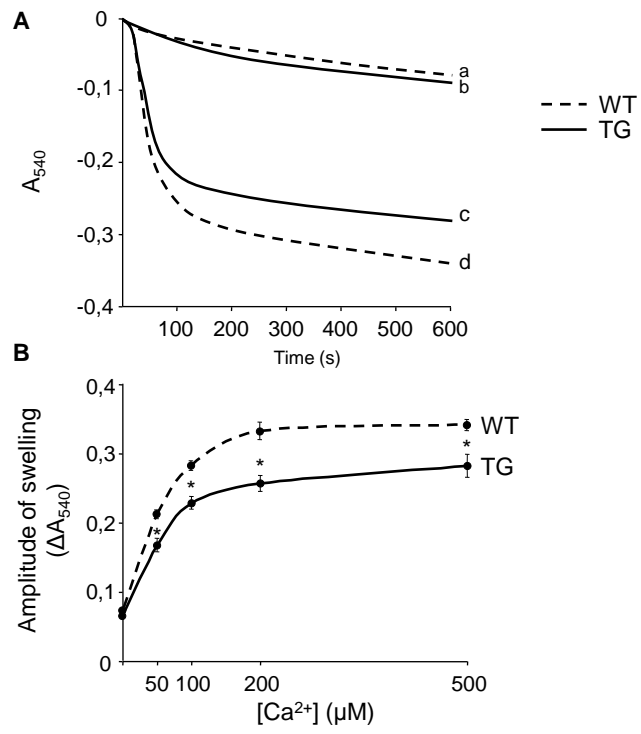 A
0
-0,1
-0,2
-0,3
-0,4
A540
100 200 300 400 500 600
Time (s)
a
b
c
d
WT
TG
B
0,4
0,3
0,2
0,1
0
Amplitude of swelling
(ΔA540)
* * * *
WT
TG
50 100 200 500
[Ca2+] (µM)